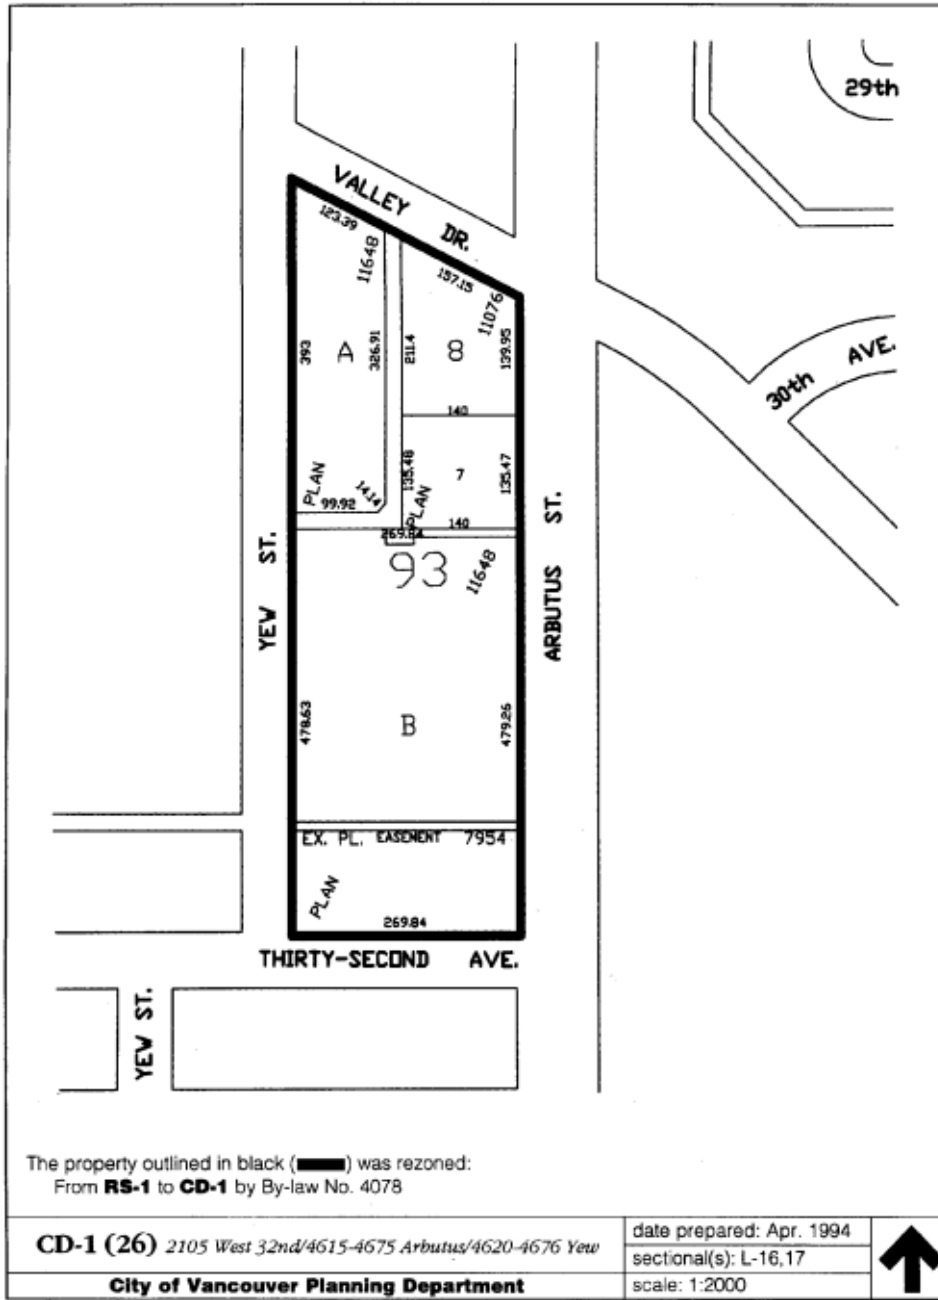 29th
VALLEY DR.
123.39
11648
157.15
11076
AVE.
30th
393
A
326.91
211.4
8
139.95
140
PLAN
99.92
14.14
135.48
7
135.47
PLAN
140
269.84
93
11648
YEW ST.
ARBUTUS ST.
478.63
B
479.26
EX. PL. EASEMENT 7954
PLAN
269.84
THIRTY-SECOND AVE.
YEW ST.
The property outlined in black ( ) was rezoned:
From RS-1 to CD-1 by By-law No. 4078
CD-1 (26) 2105 West 32nd/4615-4675 Arbutus/4620-4676 Yew
date prepared: Apr. 1994
sectional(s): L-16,17
City of Vancouver Planning Department
scale: 1:2000